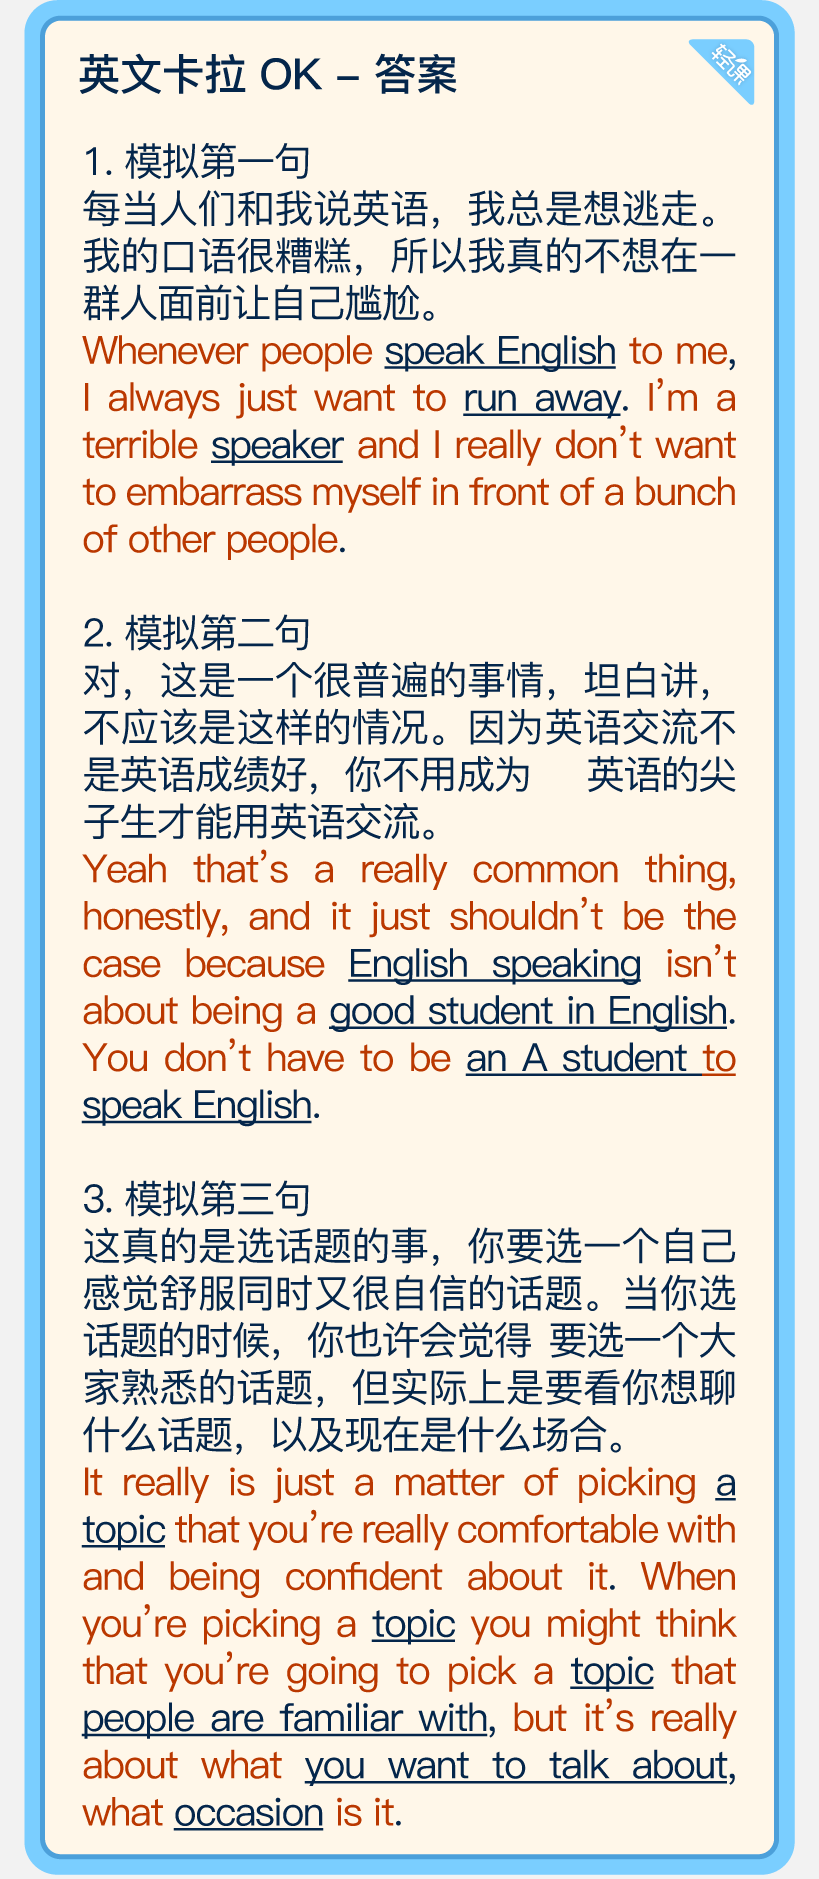 英文卡拉 OK - 答案
轻课
1. 模拟第一句
每当人们和我说英语，我总是想逃走。
我的口语很糟糕，所以我真的不想在一
群人面前让自己尴尬。
Whenever people speak English to me,
I always just want to run away. I'm a
terrible speaker and I really don't want
to embarrass myself in front of a bunch
of other people.
2. 模拟第二句
对，这是一个很普遍的事情，坦白讲，
不应该是这样的情况。因为英语交流不
是英语成绩好，你不用成为 英语的尖
子生才能用英语交流。
Yeah that's a really common thing,
honestly, and it just shouldn't be the
case because English speaking isn't
about being a good student in English.
You don't have to be an A student to
speak English.
3. 模拟第三句
这真的是选话题的事，你要选一个自己
感觉舒服同时又很自信的话题。当你选
话题的时候，你也许会觉得 要选一个大
家熟悉的话题，但实际上是要看你想聊
什么话题，以及现在是什么场合。
It really is just a matter of picking a
topic that you're really comfortable with
and being confident about it. When
you're picking a topic you might think
that you're going to pick a topic that
people are familiar with, but it's really
about what you want to talk about,
what occasion is it.